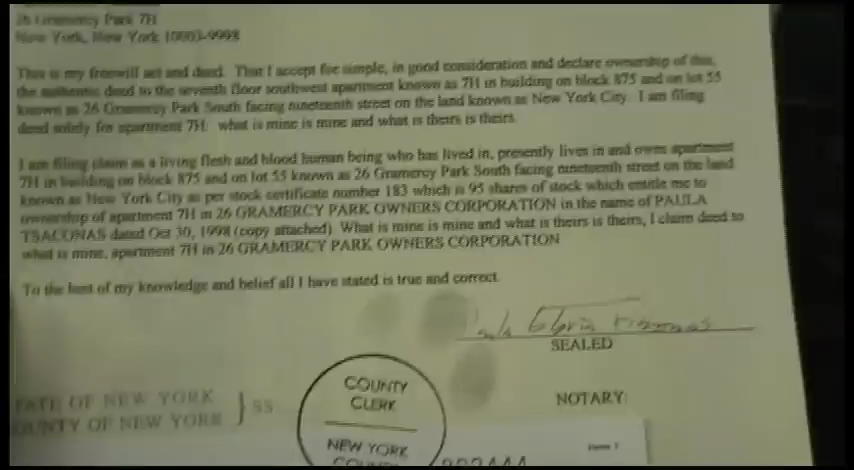 26 Gramercy Park 7H
New York, New York 10003-9998
This is my freewill act and deed. That I accept fee simple, in good consideration and declare ownership of this,
the authentic deed to the seventh floor southwest apartment known as 7H in building on block 875 and on lot 55
known as 26 Gramercy Park South facing nineteenth street on the land known as New York City. I am filing
deed solely for apartment 7H: what is mine is mine and what is theirs is theirs.
I am filing claim as a living flesh and blood human being who has lived in, presently lives in and owns apartment
7H in building on block 875 and on lot 55 known as 26 Gramercy Park South facing nineteenth street on the land
known as New York City as per stock certificate number 183 which is 95 shares of stock which entitle me to
ownership of apartment 7H in 26 GRAMERCY PARK OWNERS CORPORATION in the name of PAULA
TSACONAS dated Oct 30, 1998 (copy attached). What is mine is mine and what is theirs is theirs, I claim deed to
what is mine, apartment 7H in 26 GRAMERCY PARK OWNERS CORPORATION
To the best of my knowledge and belief all I have stated is true and correct.
Paula Gloria
SEALED
STATE OF NEW YORK } SS
COUNTY OF NEW YORK
COUNTY
CLERK
NEW YORK
NOTARY: